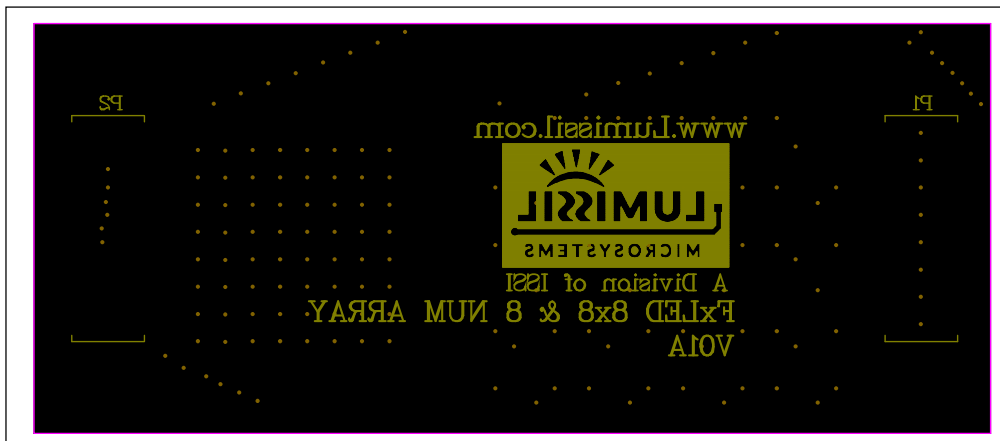 P2
P1
www.Lumissil.com
LUMISSIL
MICROSYSTEMS
A Division of ISSI
FxLED 8x8 & 8 NUM ARRAY
V01A